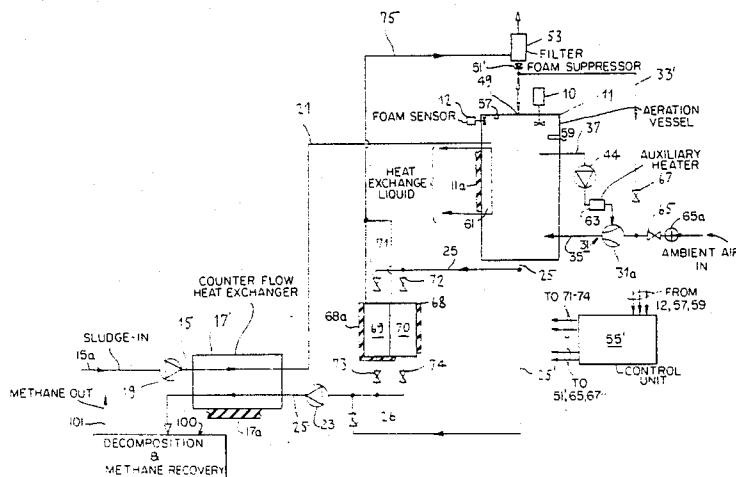 75
53
FILTER
51'
FOAM SUPPRESSOR
33'
49
10
11
12
57
FOAM SENSOR
AERATION
VESSEL
59
37
21
44
AUXILIARY
HEATER
67
HEAT
EXCHANGE
LIQUID
11a
61
63
65
65a
31
35
31a
AMBIENT AIR
IN
71
25
25
72
68
68a
69
70
FROM
12,57,59
TO 71-74
55'
CONTROL
UNIT
TO
51',65,67
COUNTER FLOW
HEAT EXCHANGER
15
17'
SLUDGE-IN
15a
19
73
74
METHANE OUT
25
23
26
17a
101
100
DECOMPOSITION
&
METHANE RECOVERY